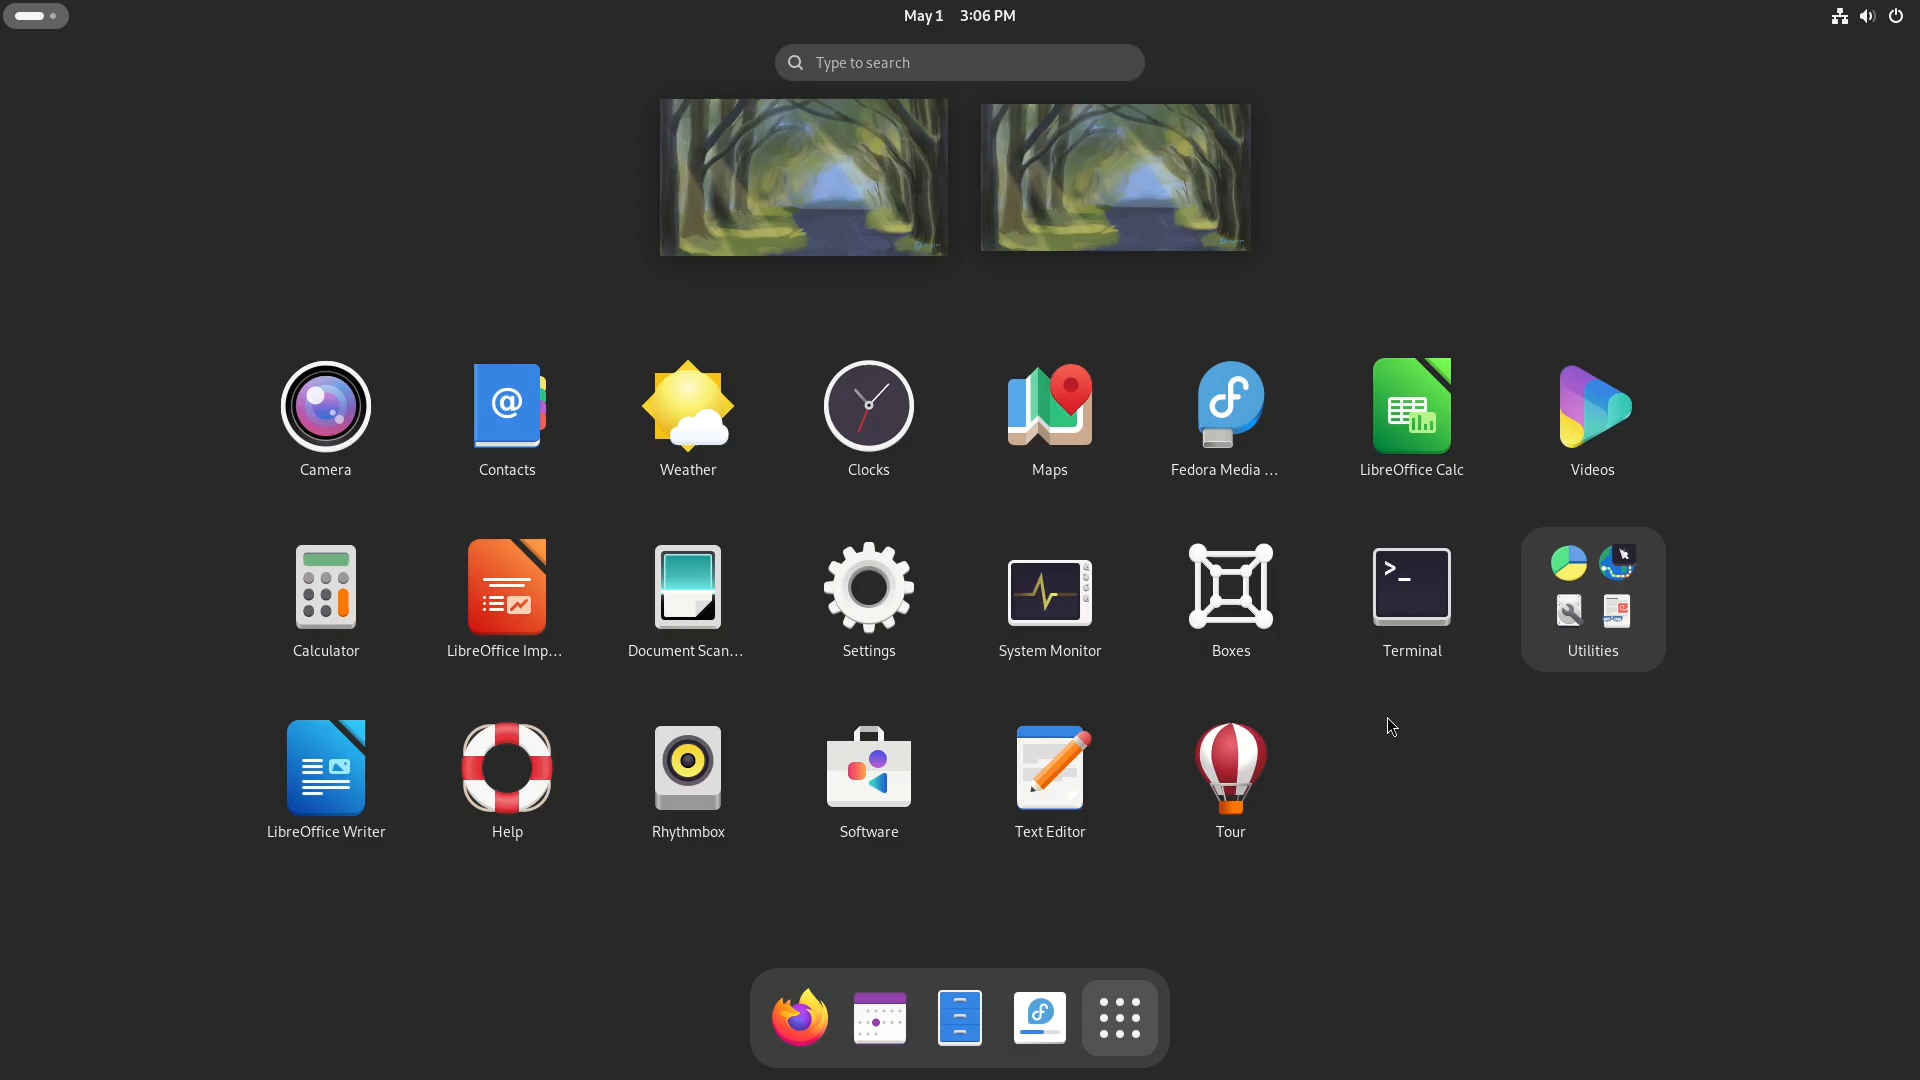 May 1 3:06 PM
Type to search
Camera
Contacts
Weather
Clocks
Maps
Fedora Media ...
LibreOffice Calc
Videos
Calculator
LibreOffice Imp...
Document Scan...
Settings
System Monitor
Boxes
Terminal
Utilities
LibreOffice Writer
Help
Rhythmbox
Software
Text Editor
Tour